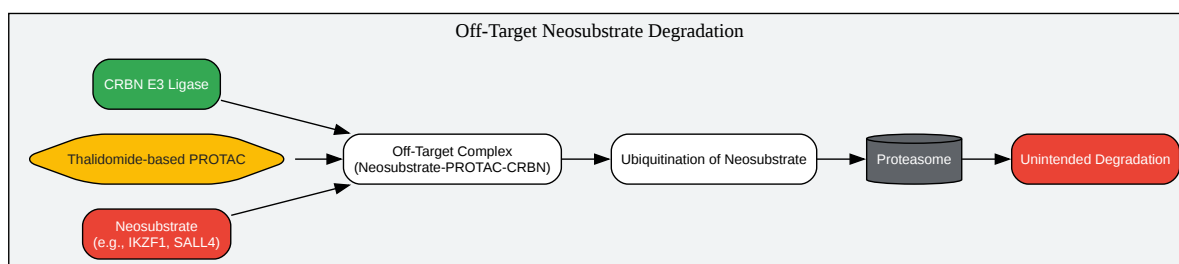 Off-Target Neosubstrate Degradation
CRBN E3 Ligase
Thalidomide-based PROTAC
Neosubstrate
(e.g., IKZF1, SALL4)
Off-Target Complex
(Neosubstrate-PROTAC-CRBN)
Ubiquitination of Neosubstrate
Proteasome
Unintended Degradation